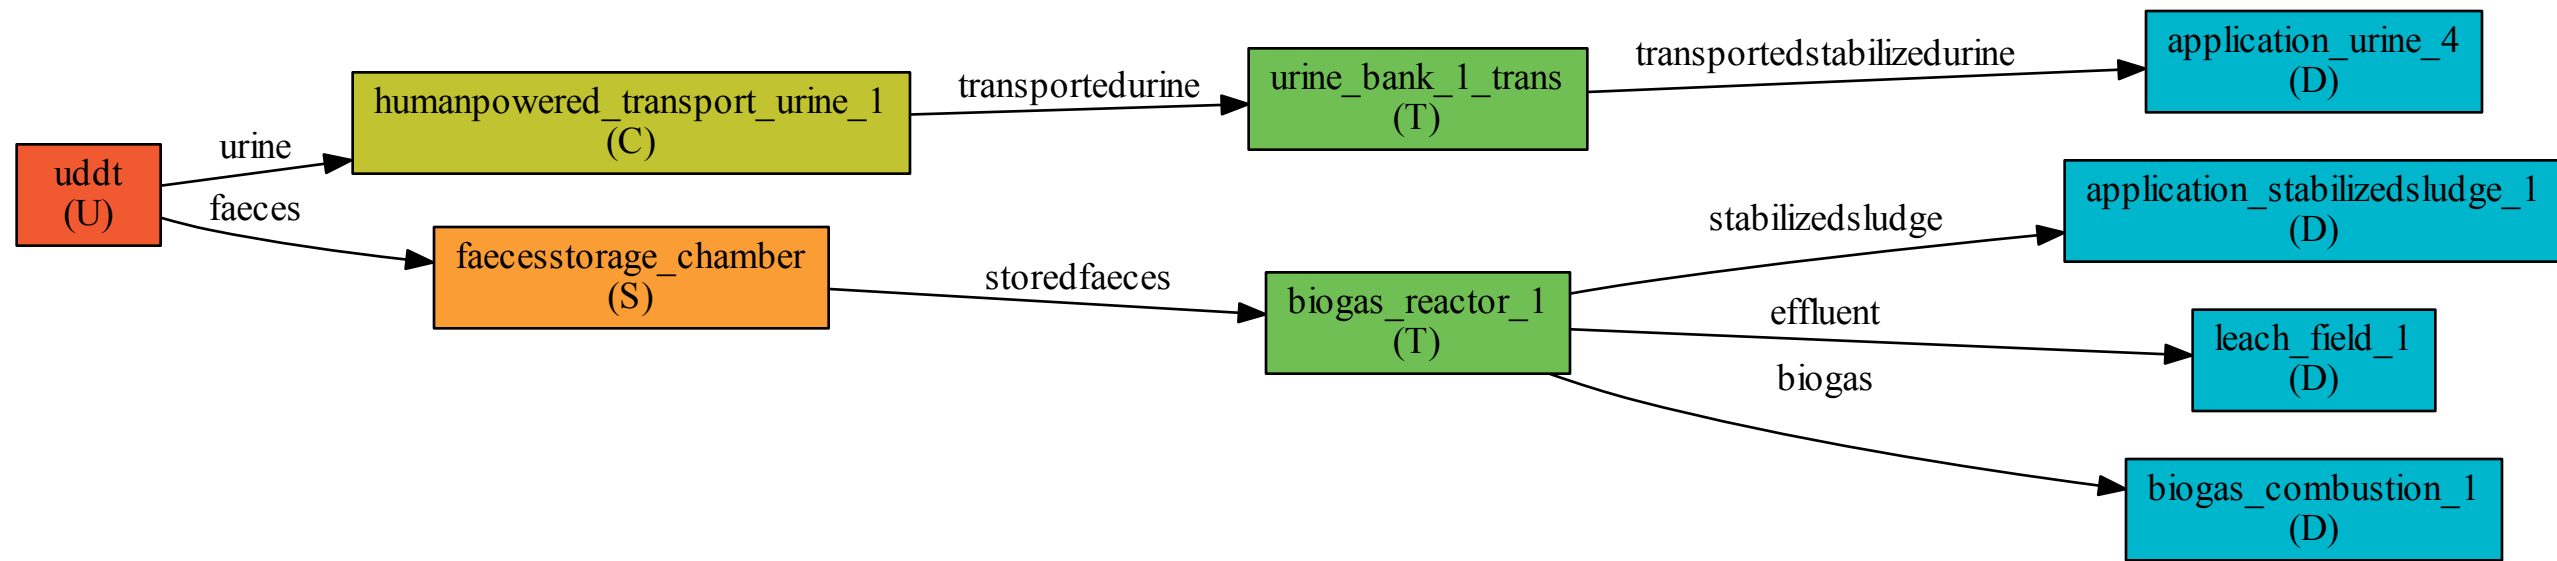 uddt
(U)
urine
faeces
humanpowered_transport_urine_1
(C)
faecesstorage_chamber
(S)
transportedurine
storedfaeces
urine_bank_1_trans
(T)
biogas_reactor_1
(T)
transportedstabilizedurine
stabilizedsludge
effluent
biogas
application_urine_4
(D)
application_stabilizedsludge_1
(D)
leach_field_1
(D)
biogas_combustion_1
(D)